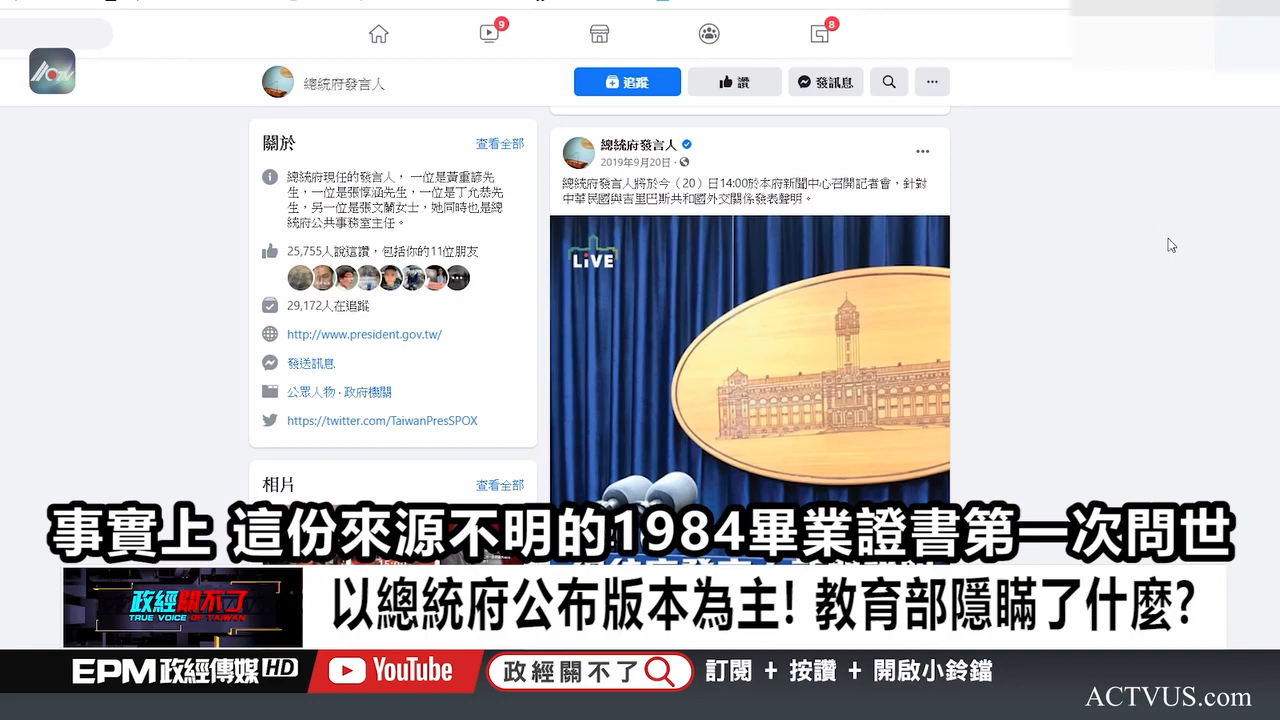 9
8
ACTV
總統府發言人
追蹤
讚
發訊息
關於
查看全部
總統府現任的發言人， 一位是黃重諺先
生，一位是張惇涵先生，一位是丁允恭先
生，另一位是張文蘭女士，她同時也是總
統府公共事務室主任。
25,755人說這讚，包括你的11位朋友
29,172人在追蹤
http://www.president.gov.tw/
發送訊息
公眾人物 · 政府機關
https://twitter.com/TaiwanPresSPOX
相片
查看全部
總統府發言人
2019年9月20日 ·
總統府發言人將於今（20）日14:00於本府新聞中心召開記者會，針對
中華民國與吉里巴斯共和國外交關係發表聲明。
LiVE
事實上 這份來源不明的1984畢業證書第一次問世
政經關不了
TRUE VOICE OF TAIWAN
以總統府公布版本為主! 教育部隱瞞了什麼?
EPM政經傳媒HD
YouTube
政經關不了
訂閱 + 按讚 + 開啟小鈴鐺
ACTVUS.com